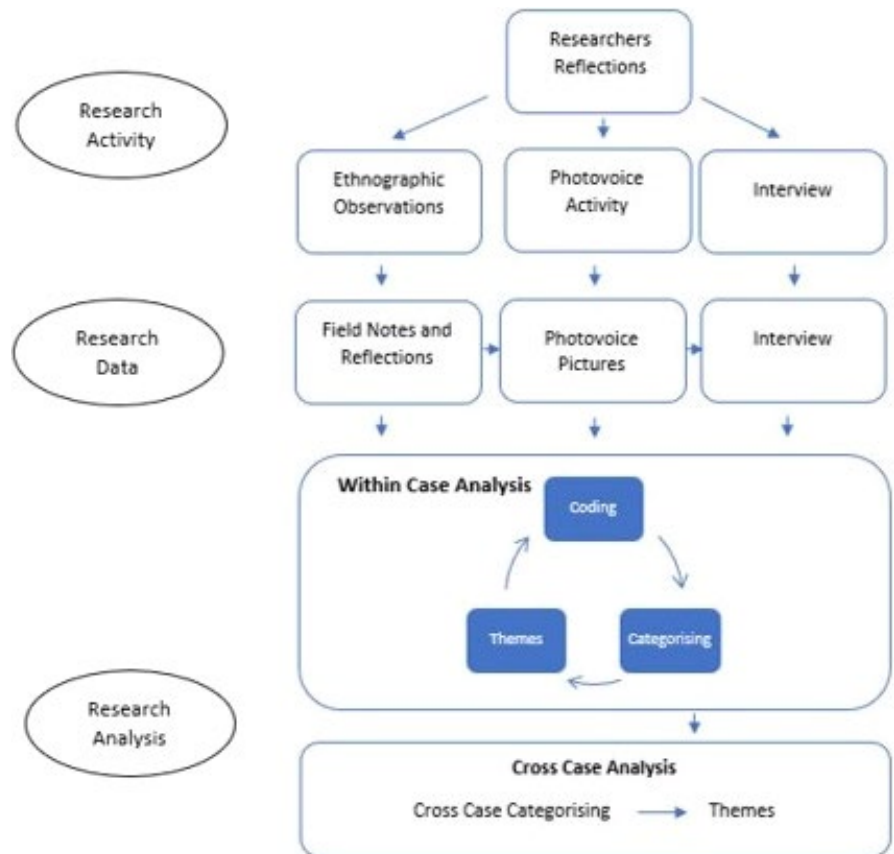 Researchers
Reflections
Research
Activity
Ethnographic
Observations
Photovoice
Activity
Interview
Research
Data
Field Notes and
Reflections
Photovoice
Pictures
Interview
Within Case Analysis
Coding
Themes
Categorising
Research
Analysis
Cross Case Analysis
Cross Case Categorising
Themes